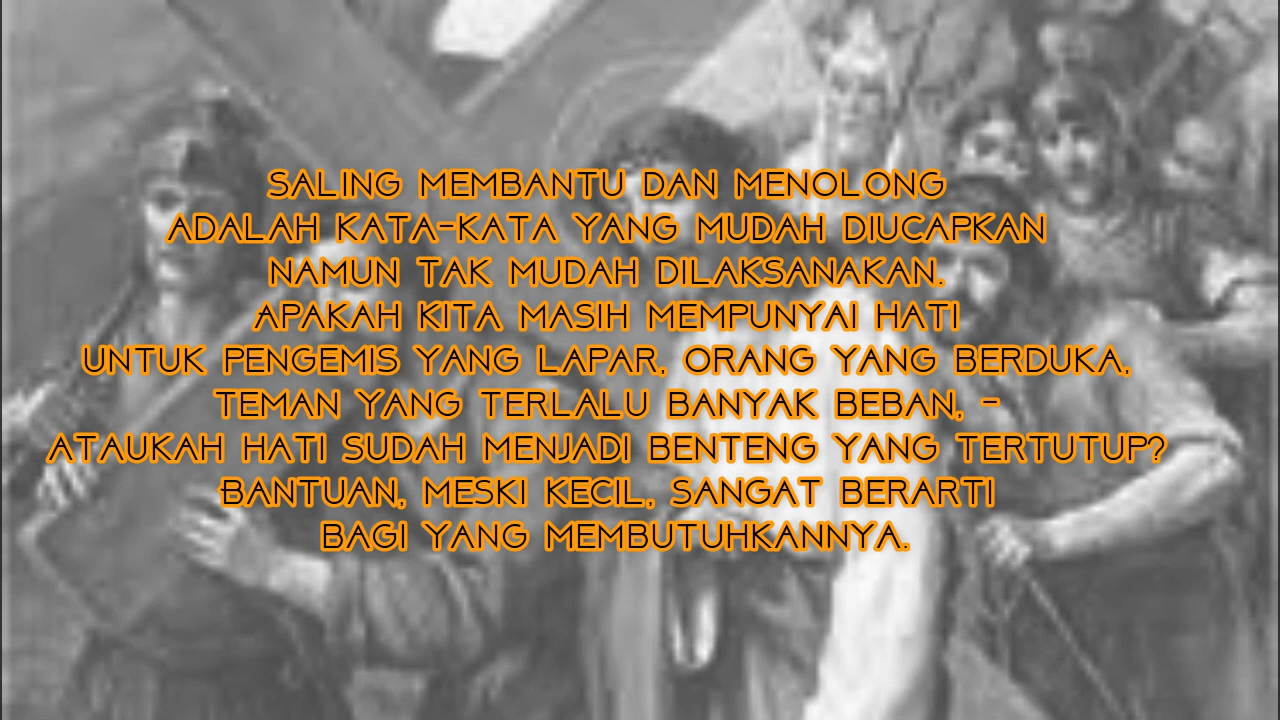 SALING MEMBANTU DAN MENOLONG
ADALAH KATA-KATA YANG MUDAH DIUCAPKAN
NAMUN TAK MUDAH DILAKSANAKAN.
APAKAH KITA MASIH MEMPUNYAI HATI
UNTUK PENGEMIS YANG LAPAR, ORANG YANG BERDUKA,
TEMAN YANG TERLALU BANYAK BEBAN, -
ATAUKAH HATI SUDAH MENJADI BENTENG YANG TERTUTUP?
BANTUAN, MESKI KECIL, SANGAT BERARTI
BAGI YANG MEMBUTUHKANNYA.